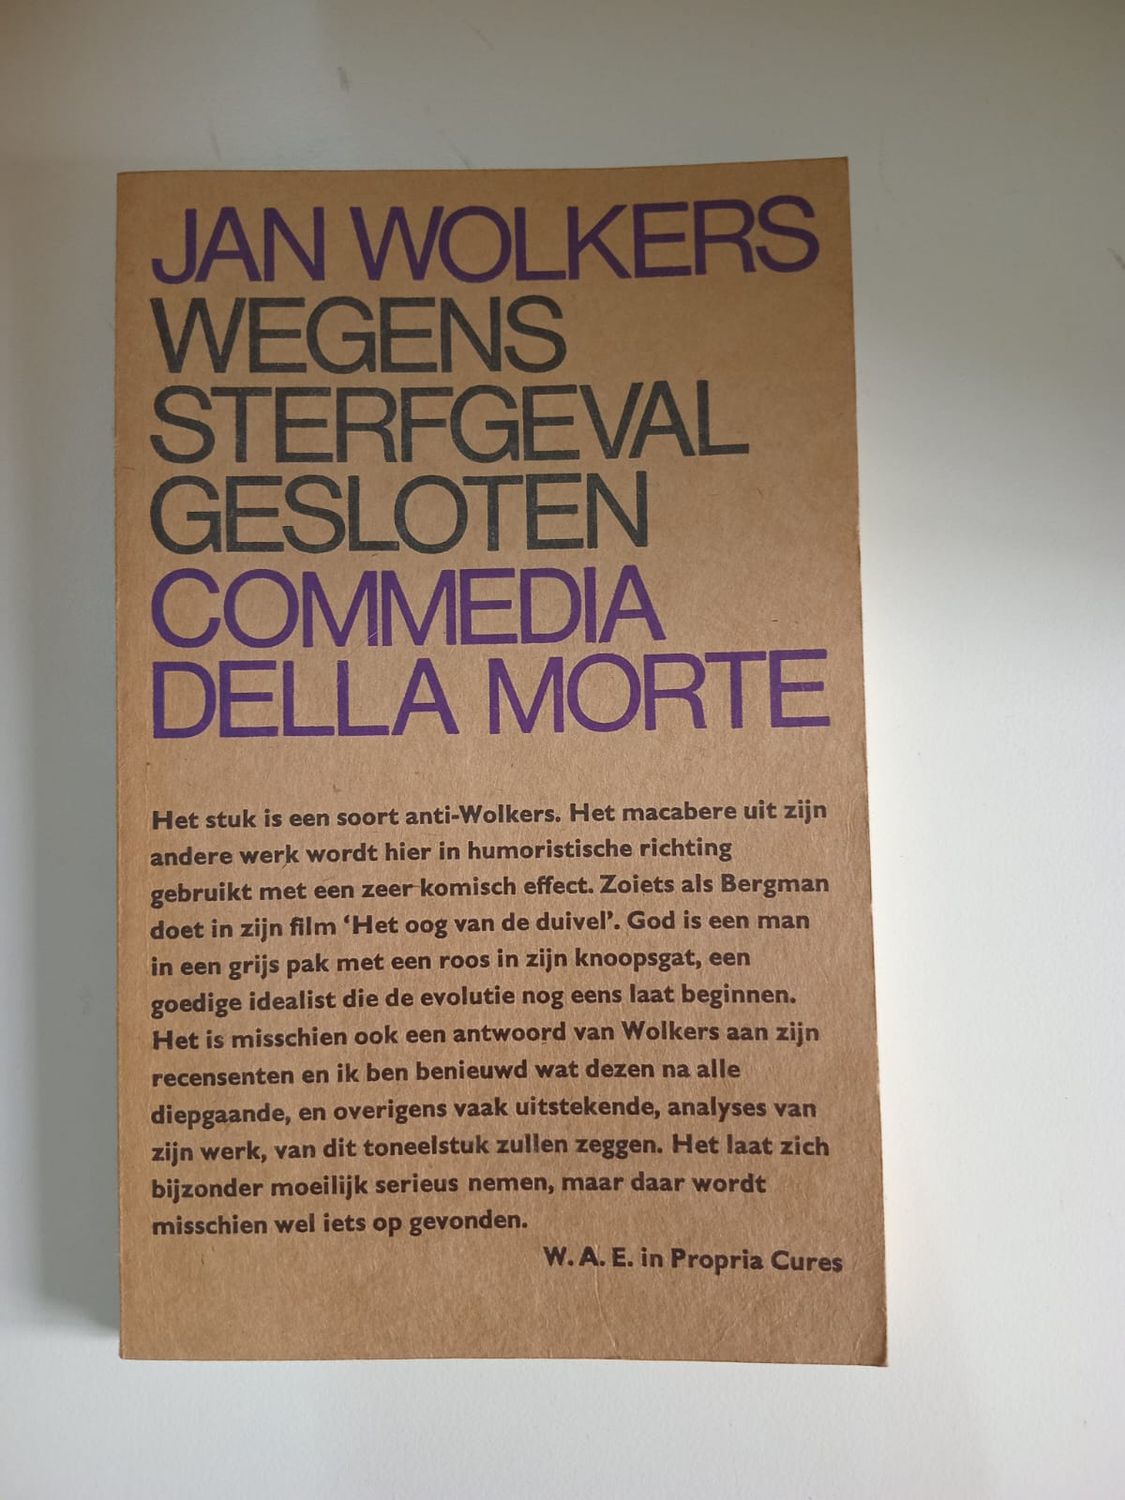 JAN WOLKERS
WEGENS
STERFGEVAL
GESLOTEN
COMMEDIA
DELLA MORTE
Het stuk is een soort anti-Wolkers. Het macabere uit zijn
andere werk wordt hier in humoristische richting
gebruikt met een zeer komisch effect. Zoiets als Bergman
doet in zijn film ‘Het oog van de duivel’. God is een man
in een grijs pak met een roos in zijn knoopsgat, een
goedige idealist die de evolutie nog eens laat beginnen.
Het is misschien ook een antwoord van Wolkers aan zijn
recensenten en ik ben benieuwd wat dezen na alle
diepgaande, en overigens vaak uitstekende, analyses van
zijn werk, van dit toneelstuk zullen zeggen. Het laat zich
bijzonder moeilijk serieus nemen, maar daar wordt
misschien wel iets op gevonden.
W. A. E. in Propria Cures